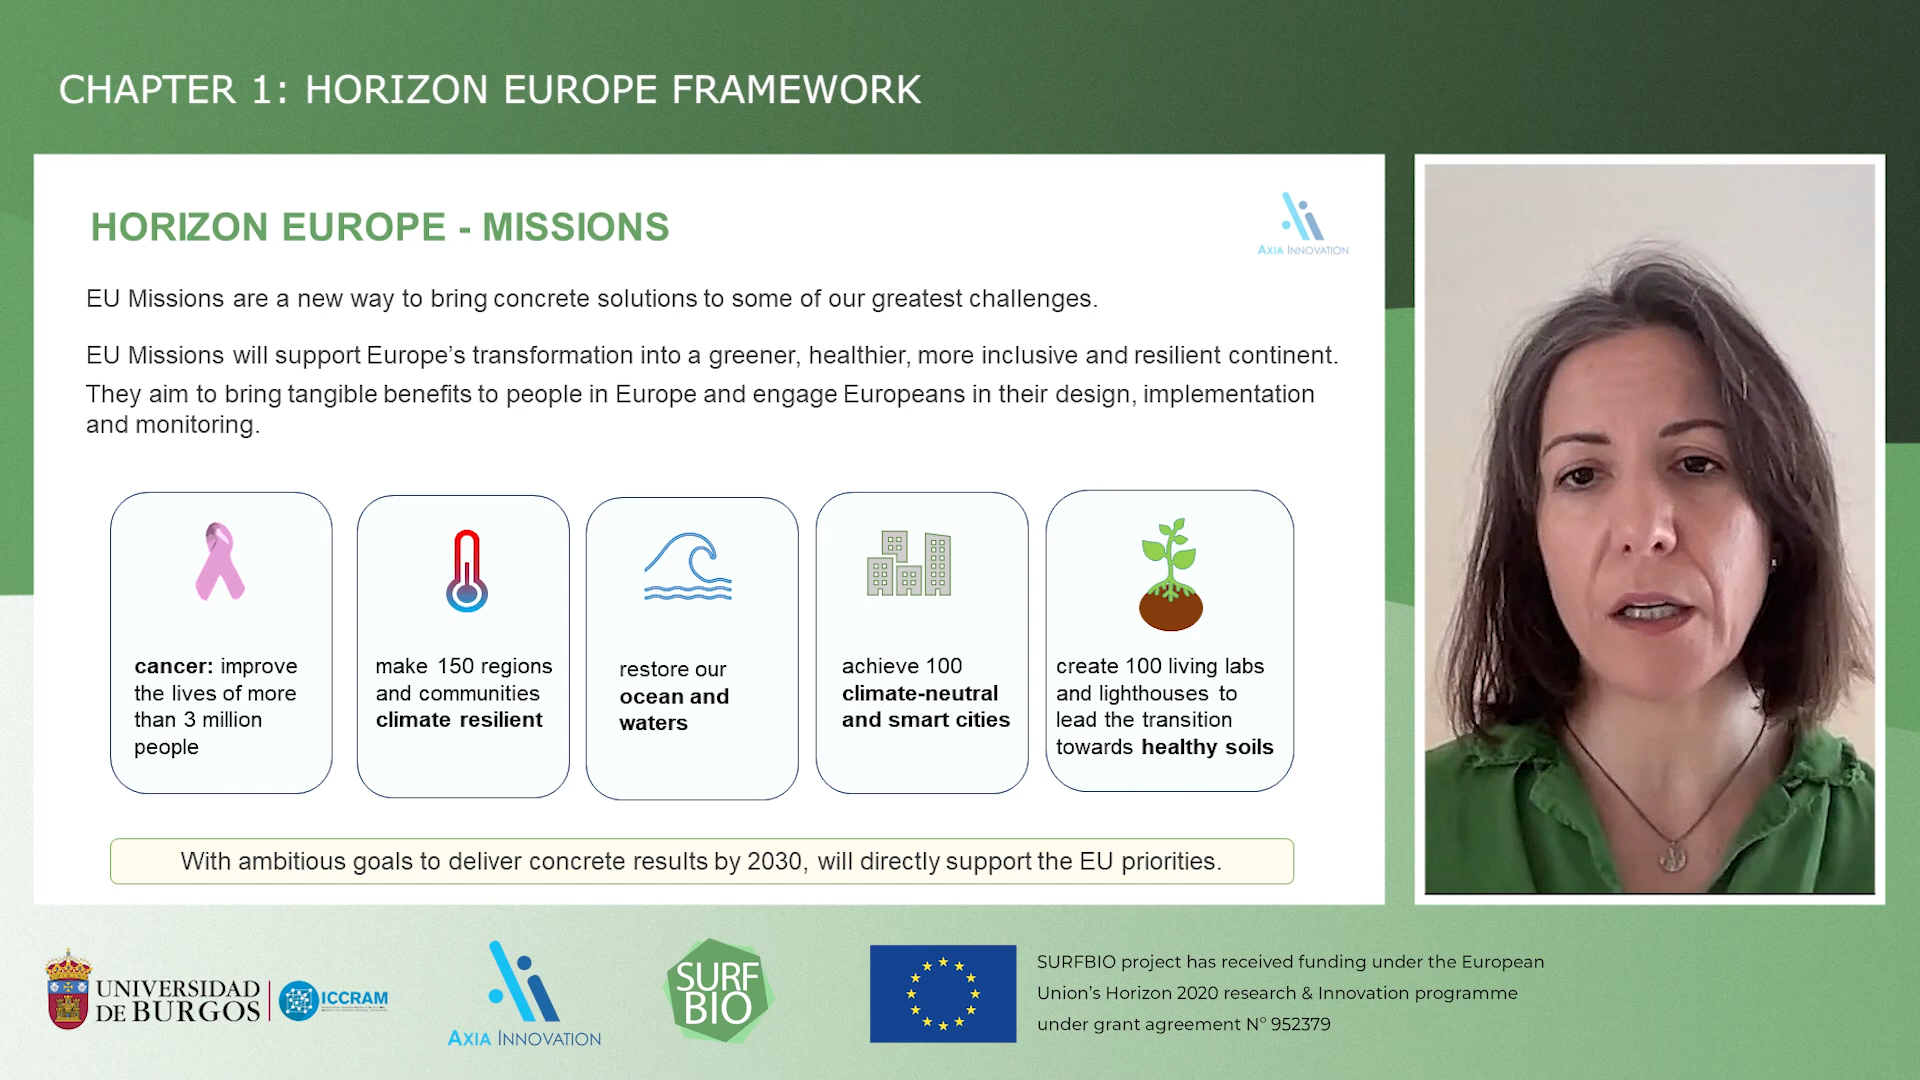 CHAPTER 1: HORIZON EUROPE FRAMEWORK
HORIZON EUROPE - MISSIONS
AXIA INNOVATION
EU Missions are a new way to bring concrete solutions to some of our greatest challenges.
EU Missions will support Europe's transformation into a greener, healthier, more inclusive and resilient continent.
They aim to bring tangible benefits to people in Europe and engage Europeans in their design, implementation
and monitoring.
cancer: improve
the lives of more
than 3 million
people
make 150 regions
and communities
climate resilient
restore our
ocean and
waters
achieve 100
climate-neutral
and smart cities
create 100 living labs
and lighthouses to
lead the transition
towards healthy soils
With ambitious goals to deliver concrete results by 2030, will directly support the EU priorities.
UNIVERSIDAD
DE BURGOS
ICCRAM
AXIA INNOVATION
SURF
BIO
SURFBIO project has received funding under the European
Union's Horizon 2020 research & Innovation programme
under grant agreement Nº 952379